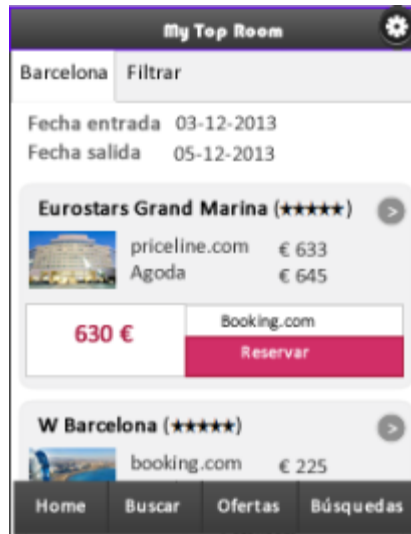 My Top Room
Barcelona Filtrar
Fecha entrada 03-12-2013
Fecha salida 05-12-2013
Eurostars Grand Marina (★★★★★)
priceline.com € 633
Agoda € 645
630 € Booking.com
Reservar
W Barcelona (★★★★★)
booking.com € 225
Home Buscar Ofertas Búsquedas